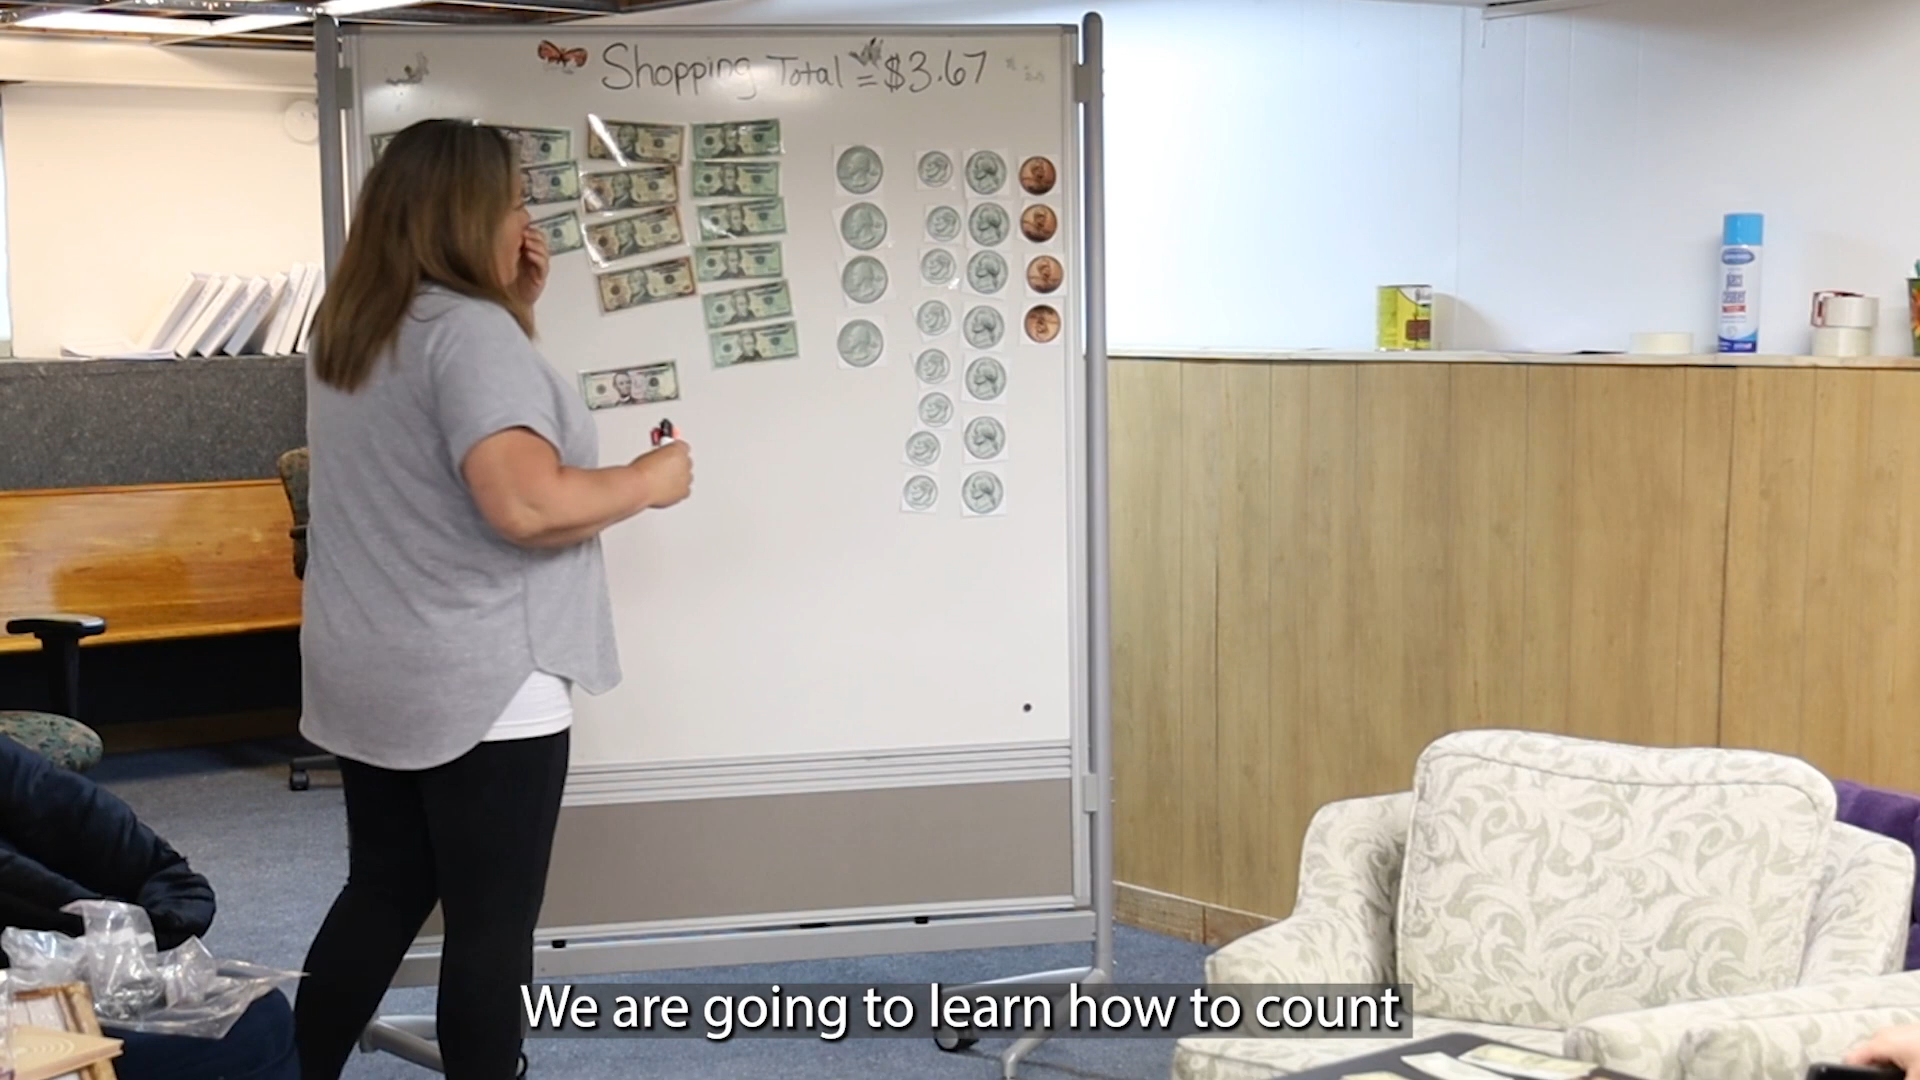 Shopping Total = $3.67
We are going to learn how to count